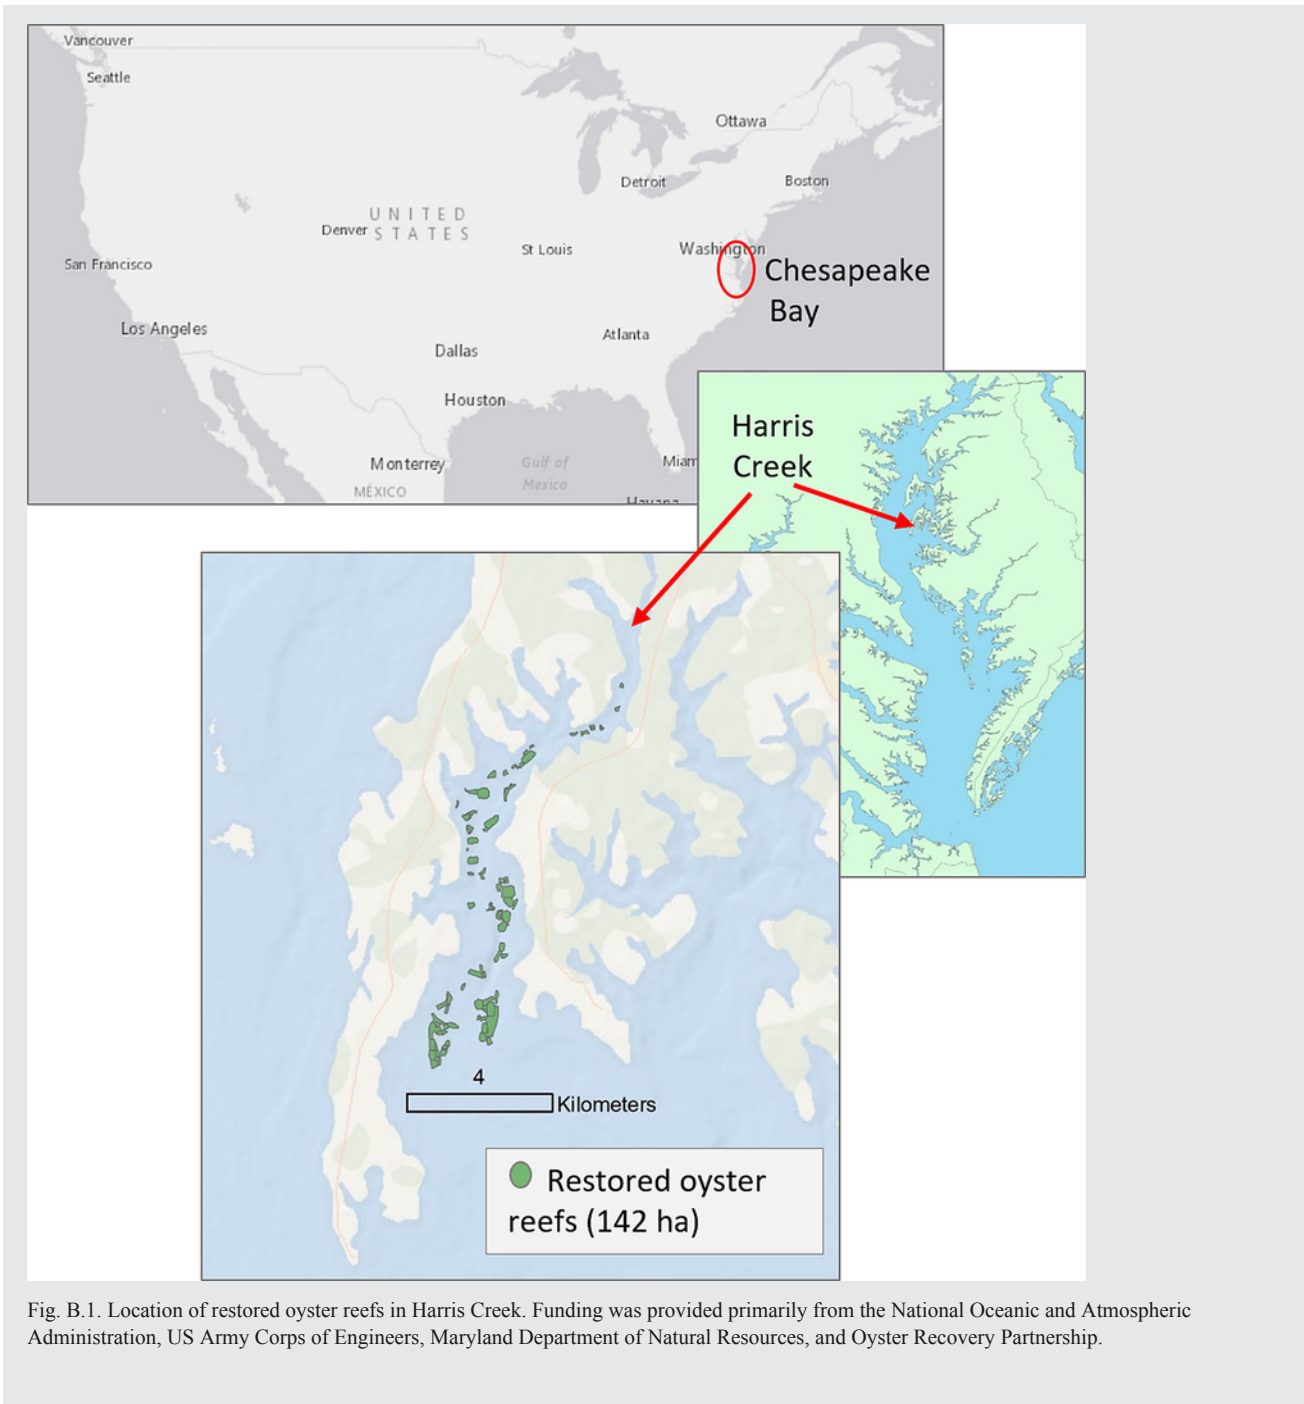 Vancouver
Seattle
Ottawa
Detroit
Boston
UNITED
Denver STATES
St Louis
Washington
San Francisco
Chesapeake
Bay
Los Angeles
Atlanta
Dallas
Houston
Monterrey
Gulf of
Mexico
Miam
MÉXICO
Havana
Harris
Creek
4
Kilometers
Restored oyster
reefs (142 ha)
Fig. B.1. Location of restored oyster reefs in Harris Creek. Funding was provided primarily from the National Oceanic and Atmospheric
Administration, US Army Corps of Engineers, Maryland Department of Natural Resources, and Oyster Recovery Partnership.